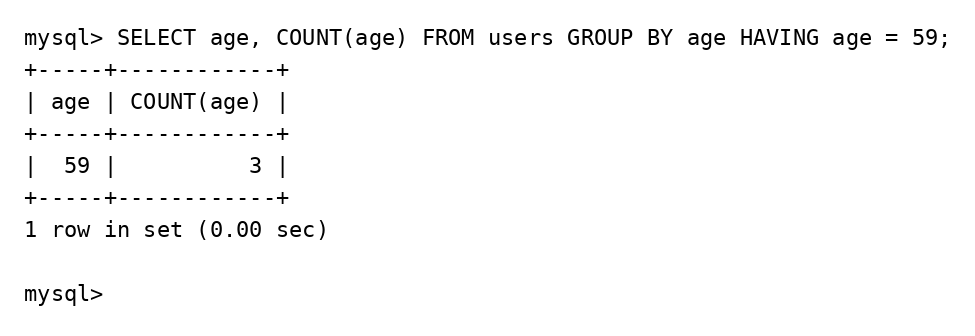 mysql> SELECT age, COUNT(age) FROM users GROUP BY age HAVING age = 59;
+-----+------------+
| age | COUNT(age) |
+-----+------------+
|  59 |          3 |
+-----+------------+
1 row in set (0.00 sec)

mysql>